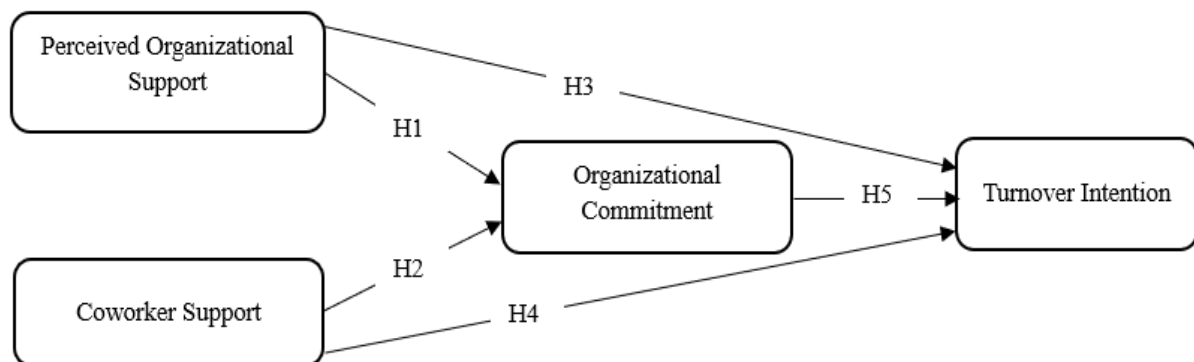 Perceived Organizational
Support
H3
H1
Organizational
Commitment
H5
Turnover Intention
H2
Coworker Support
H4